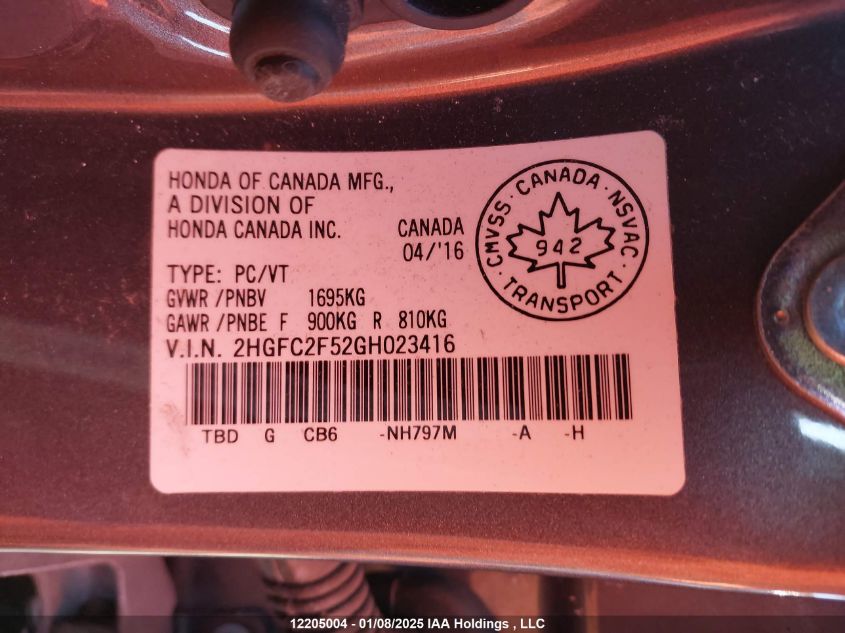 HONDA OF CANADA MFG.,
A DIVISION OF
HONDA CANADA INC.
CANADA
04/'16
CMVSS · CANADA · NSVAC
942
· TRANSPORT ·
TYPE: PC/VT
GVWR /PNBV 1695KG
GAWR /PNBE F 900KG R 810KG
V.I.N. 2HGFC2F52GH023416
TBD G CB6 -NH797M -A -H
12205004 - 01/08/2025 IAA Holdings , LLC